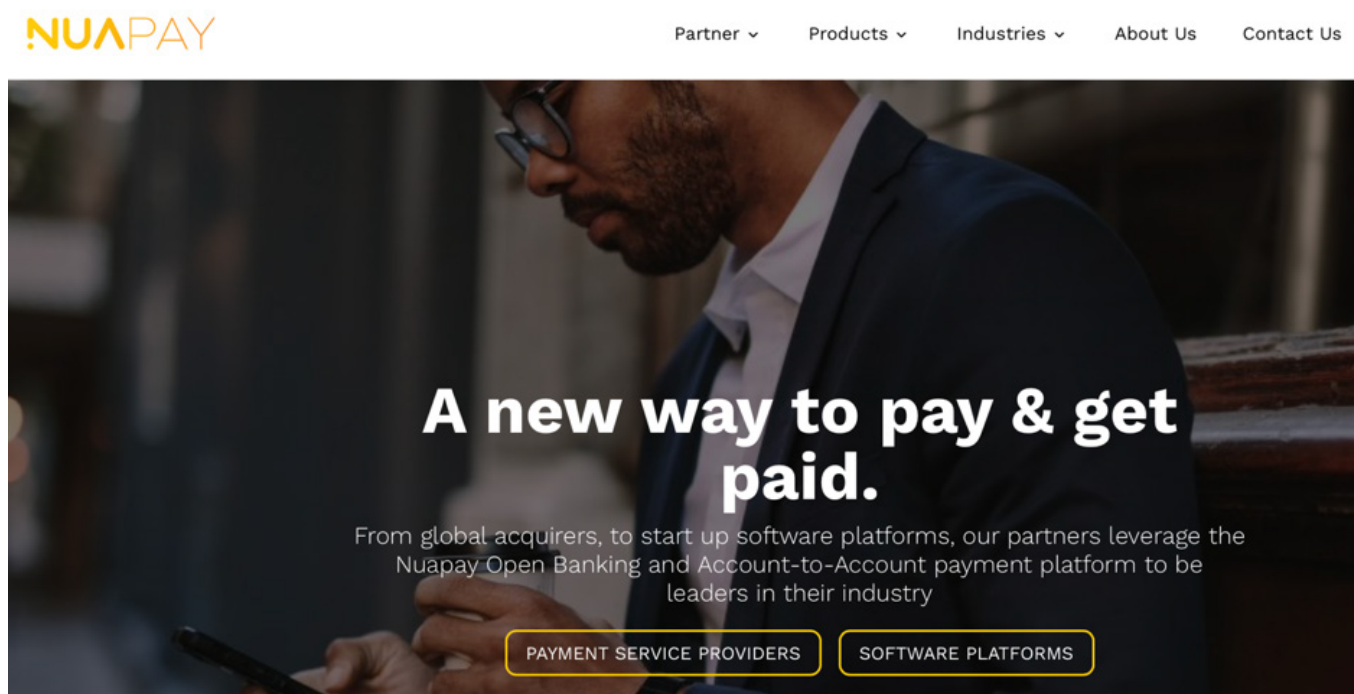 NUAPAY
Partner
Products
Industries
About Us
Contact Us
A new way to pay & get
paid.
From global acquirers, to start up software platforms, our partners leverage the
Nuapay Open Banking and Account-to-Account payment platform to be
leaders in their industry
PAYMENT SERVICE PROVIDERS
SOFTWARE PLATFORMS